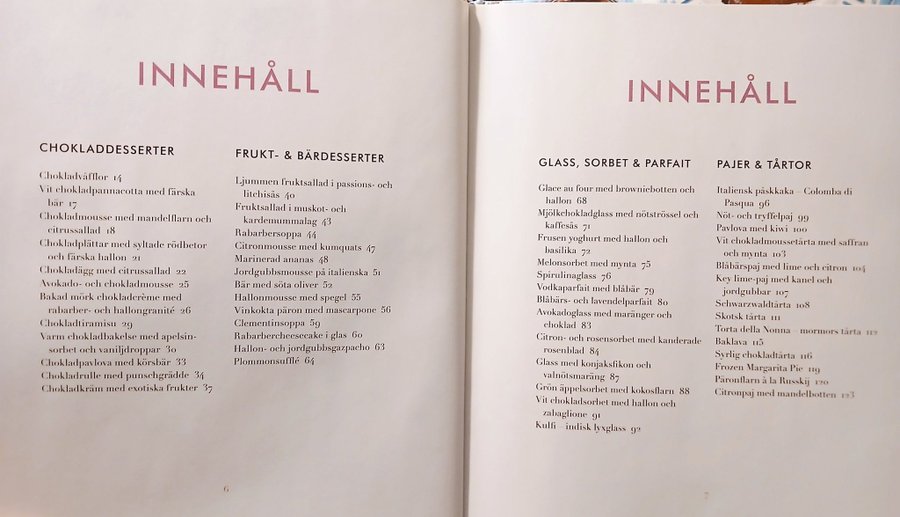 INNEHÅLL
CHOKLADDESSERTER
Chokladvåfflor 14
Vit chokladpannacotta med färska
bär 17
Chokladmousse med mandelflarn och
citrussallad 18
Chokladplättar med syltade rödbetor
och färska hallon 21
Chokladägg med citrussallad 22
Avokado- och chokladmousse 25
Bakad mörk chokladcrème med
rabarber- och hallongranité 26
Chokladtiramisu 29
Varm chokladbakelse med apelsin-
sorbet och vaniljdroppar 30
Chokladpavlova med körsbär 33
Chokladrulle med punschgrädde 34
Chokladkräm med exotiska frukter 37
FRUKT- & BÄRDESSERTER
Ljummen fruktsallad i passions- och
litchisås 40
Fruktsallad i muskot- och
kardemummalag 43
Rabarbersoppa 44
Citronmousse med kumquats 47
Marinerad ananas 48
Jordgubbsmousse på italienska 51
Bär med söta oliver 52
Hallonmousse med spegel 55
Vinkokta päron med mascarpone 56
Clementinsoppa 59
Rabarbercheesecake i glas 60
Hallon- och jordgubbsgazpacho 63
Plommonsufflé 64
6
INNEHÅLL
GLASS, SORBET & PARFAIT
Glace au four med browniebotten och
hallon 68
Mjölkchokladglass med nötströssel och
kaffesås 71
Frusen yoghurt med hallon och
basilika 72
Melonsorbet med mynta 75
Spirulinaglass 76
Vodkaparfait med blåbär 79
Blåbärs- och lavendelparfait 80
Avokadoglass med maränger och
choklad 83
Citron- och rosensorbet med kanderade
rosenblad 84
Glass med konjaksfikon och
valnötsmaräng 87
Grön äppelsorbet med kokosflarn 88
Vit chokladsorbet med hallon och
zabaglione 91
Kulfi – indisk lyxglass 92
PAJER & TÅRTOR
Italiensk påskkaka – Colomba di
Pasqua 96
Nöt- och tryffelpaj 99
Pavlova med kiwi 100
Vit chokladmoussetårta med saffran
och mynta 103
Blåbärspaj med lime och citron 104
Key lime-paj med kanel och
jordgubbar 107
Schwarzwaldtårta 108
Skotsk tårta 111
Torta della Nonna – mormors tårta 112
Baklava 115
Syrlig chokladtårta 116
Frozen Margarita Pie 119
Päronflarn à la Russkij 120
Citronpaj med mandelbotten 123
7